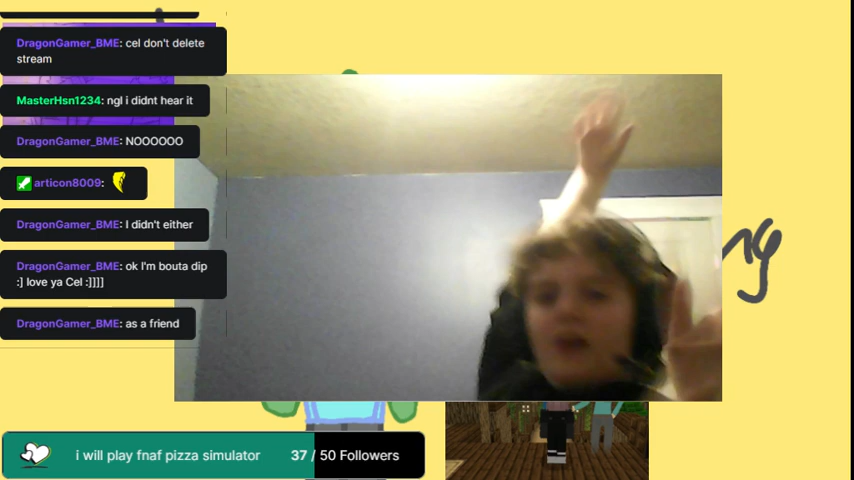 DragonGamer_BME: cel don't delete
stream
MasterHsn1234: ngl i didnt hear it
DragonGamer_BME: NOOOOOO
articon8009:
DragonGamer_BME: I didn't either
DragonGamer_BME: ok I'm bouta dip
:] love ya Cel :]]]]
DragonGamer_BME: as a friend
i will play fnaf pizza simulator 37 / 50 Followers